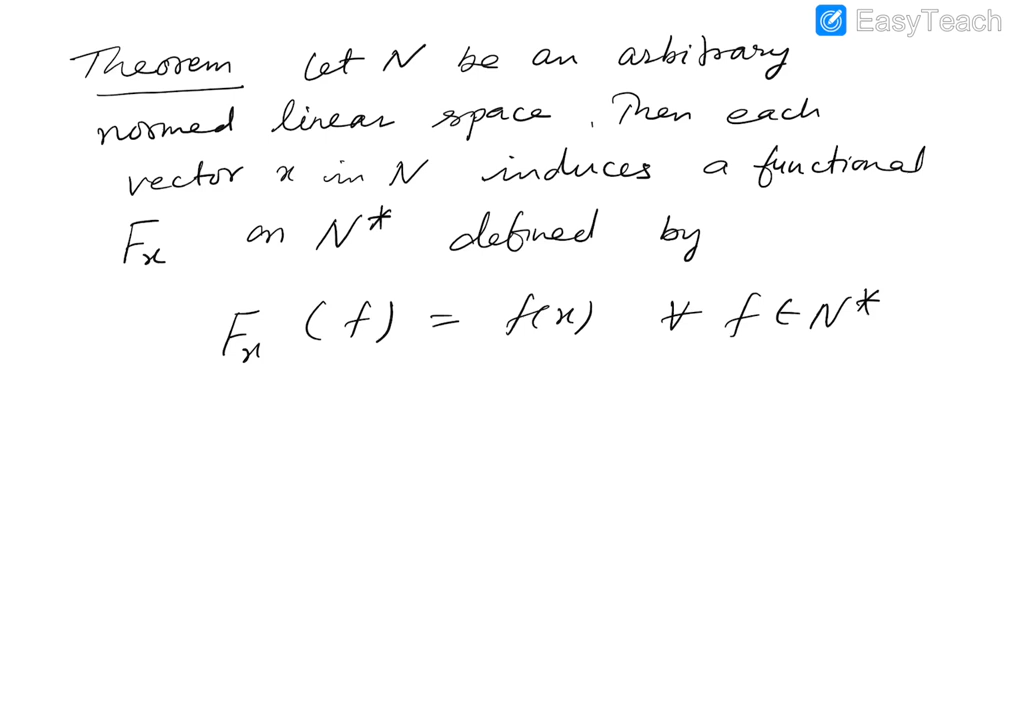 EasyTeach
Theorem Let N be an arbitrary
normed linear space. Then each
vector x in N induces a functional
Fx on N* defined by
Fx (f) = f(x) ∀ f ∈ N*